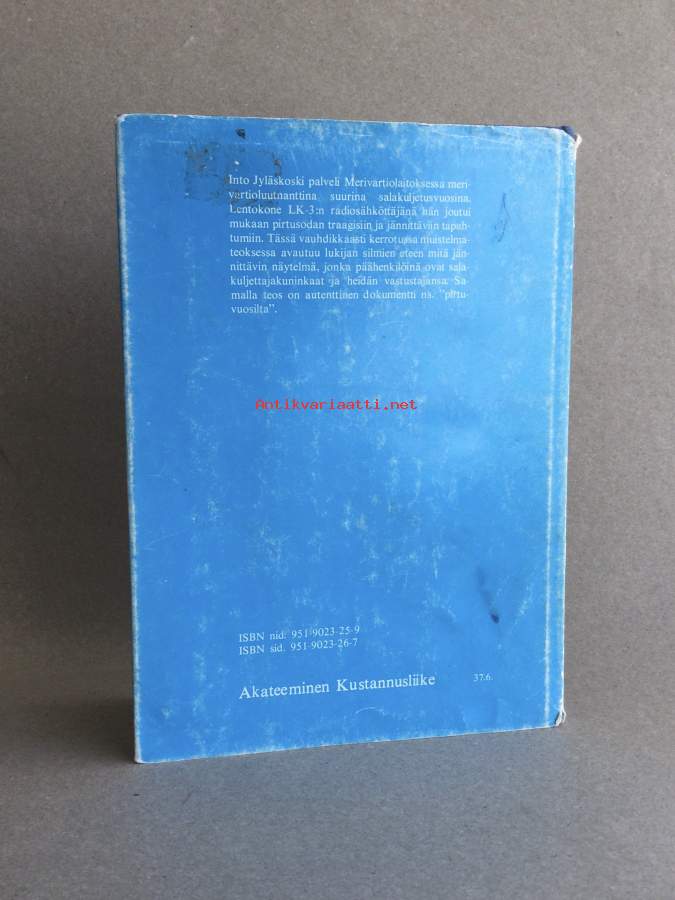 Into Jyläskoski palveli Merivartiolaitoksessa meri-
vartioluutnanttina suurina salakuljetusvuosina.
Lentokone LK-3:n radiosähköttäjänä hän joutui
mukaan pirtusodan traagisiin ja jännittäviin tapah-
tumiin. Tässä vauhdikkaasti kerrotussa muistelma-
teoksessa avautuu lukijan silmien eteen mitä jän-
nittävin näytelmä, jonka päähenkilöinä ovat sala
kuljettajakuninkaat ja heidän vastustajansa. Sa
malla teos on autenttinen dokumentti ns. "pirtu-
vuosilta".
Antikvariaatti.net
ISBN nid. 951-9023-25-9
ISBN sid. 951-9023-26-7
Akateeminen Kustannusliike 37.6.